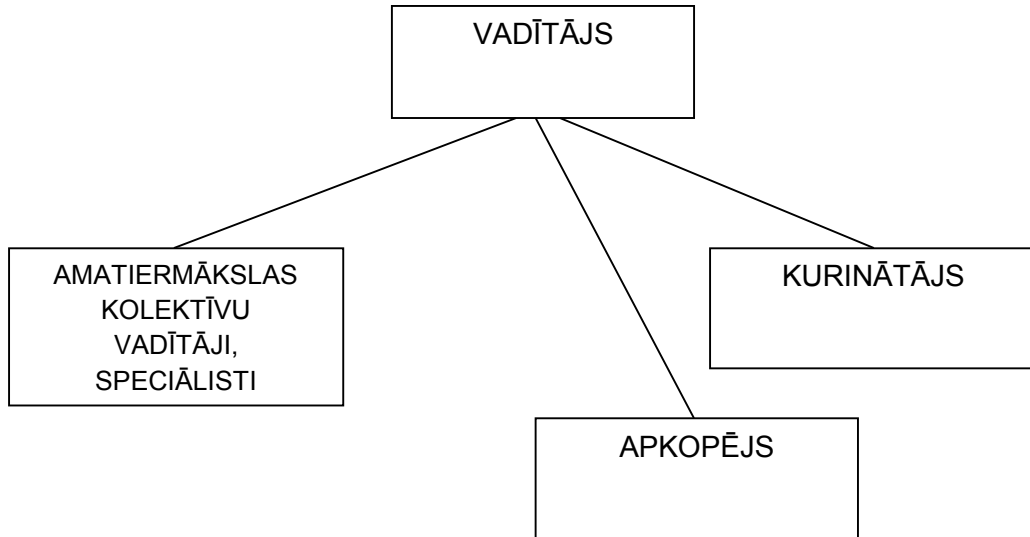 VADĪTĀJS
AMATIERMĀKSLAS
KOLEKTĪVU
VADĪTĀJI,
SPECIĀLISTI
KURINĀTĀJS
APKOPĒJS